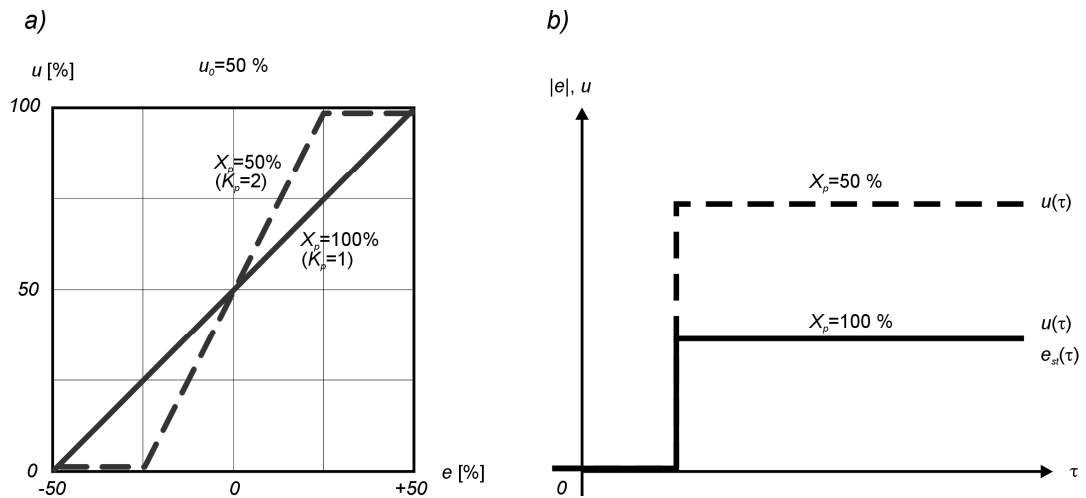 a)
u [%]
u₀=50 %
100
Xₚ=50%
(Kₚ=2)
Xₚ=100%
(Kₚ=1)
50
0
e [%]
-50
0
+50
b)
|e|, u
Xₚ=50 %
u(τ)
Xₚ=100 %
u(τ)
eₛₜ(τ)
0
τ